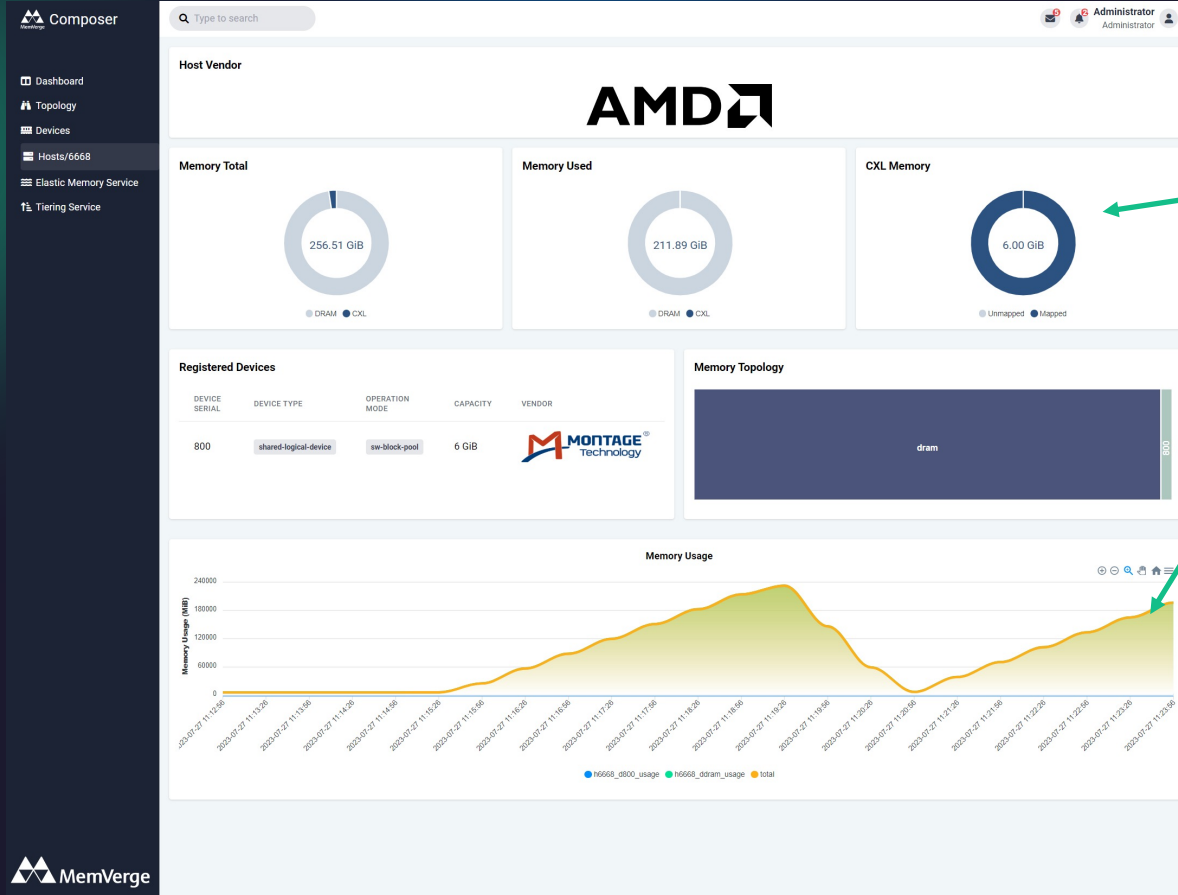 MemVerge
Composer
Type to search
5
2
Administrator
Administrator
Dashboard
Topology
Devices
Hosts/6668
Elastic Memory Service
Tiering Service
Host Vendor
AMD
Memory Total
256.51 GiB
DRAM CXL
Memory Used
211.89 GiB
DRAM CXL
CXL Memory
6.00 GiB
Unmapped Mapped
Registered Devices
DEVICE SERIAL
DEVICE TYPE
OPERATION MODE
CAPACITY
VENDOR
800
shared-logical-device
sw-block-pool
6 GiB
MONTAGE®
Technology
Memory Topology
dram
800
Memory Usage
Memory Usage (MiB)
240000
180000
120000
60000
0
2023-07-27 11:12:56
2023-07-27 11:13:26
2023-07-27 11:13:56
2023-07-27 11:14:26
2023-07-27 11:14:56
2023-07-27 11:15:26
2023-07-27 11:15:56
2023-07-27 11:16:26
2023-07-27 11:16:56
2023-07-27 11:17:26
2023-07-27 11:17:56
2023-07-27 11:18:26
2023-07-27 11:18:56
2023-07-27 11:19:26
2023-07-27 11:19:56
2023-07-27 11:20:26
2023-07-27 11:20:56
2023-07-27 11:21:26
2023-07-27 11:21:56
2023-07-27 11:22:26
2023-07-27 11:22:56
2023-07-27 11:23:26
2023-07-27 11:23:56
h6668_d800_usage h6668_ddram_usage total
MemVerge